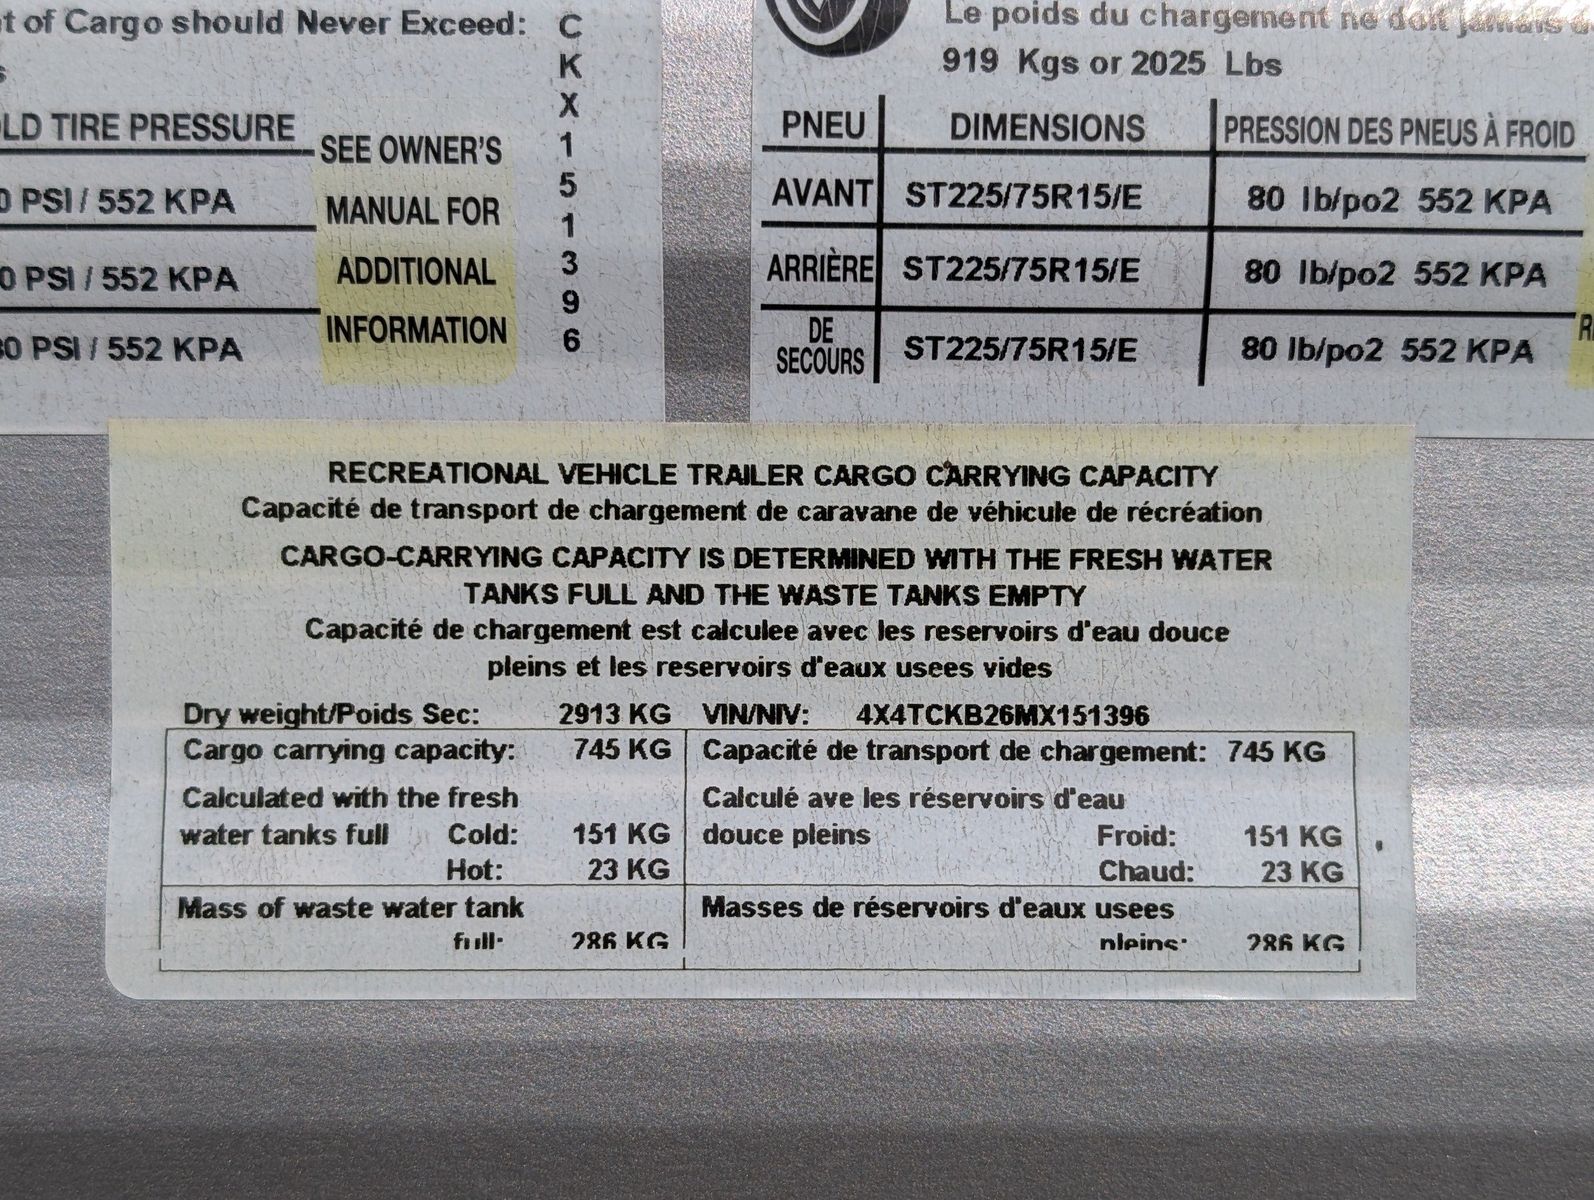 t of Cargo should Never Exceed:
COLD TIRE PRESSURE
0 PSI / 552 KPA
0 PSI / 552 KPA
80 PSI / 552 KPA
SEE OWNER'S
MANUAL FOR
ADDITIONAL
INFORMATION
C
K
X
1
5
1
3
9
6
Le poids du chargement ne doit jamais
919 Kgs or 2025 Lbs
PNEU DIMENSIONS PRESSION DES PNEUS À FROID
AVANT ST225/75R15/E 80 lb/po2 552 KPA
ARRIÈRE ST225/75R15/E 80 lb/po2 552 KPA
DE
SECOURS ST225/75R15/E 80 lb/po2 552 KPA
RECREATIONAL VEHICLE TRAILER CARGO CARRYING CAPACITY
Capacité de transport de chargement de caravane de véhicule de récréation
CARGO-CARRYING CAPACITY IS DETERMINED WITH THE FRESH WATER
TANKS FULL AND THE WASTE TANKS EMPTY
Capacité de chargement est calculee avec les reservoirs d'eau douce
pleins et les reservoirs d'eaux usees vides
Dry weight/Poids Sec: 2913 KG VIN/NIV: 4X4TCKB26MX151396
Cargo carrying capacity: 745 KG Capacité de transport de chargement: 745 KG
Calculated with the fresh Calculé ave les réservoirs d'eau
water tanks full Cold: 151 KG douce pleins Froid: 151 KG
Hot: 23 KG Chaud: 23 KG
Mass of waste water tank Masses de réservoirs d'eaux usees
full: 286 KG pleins: 286 KG